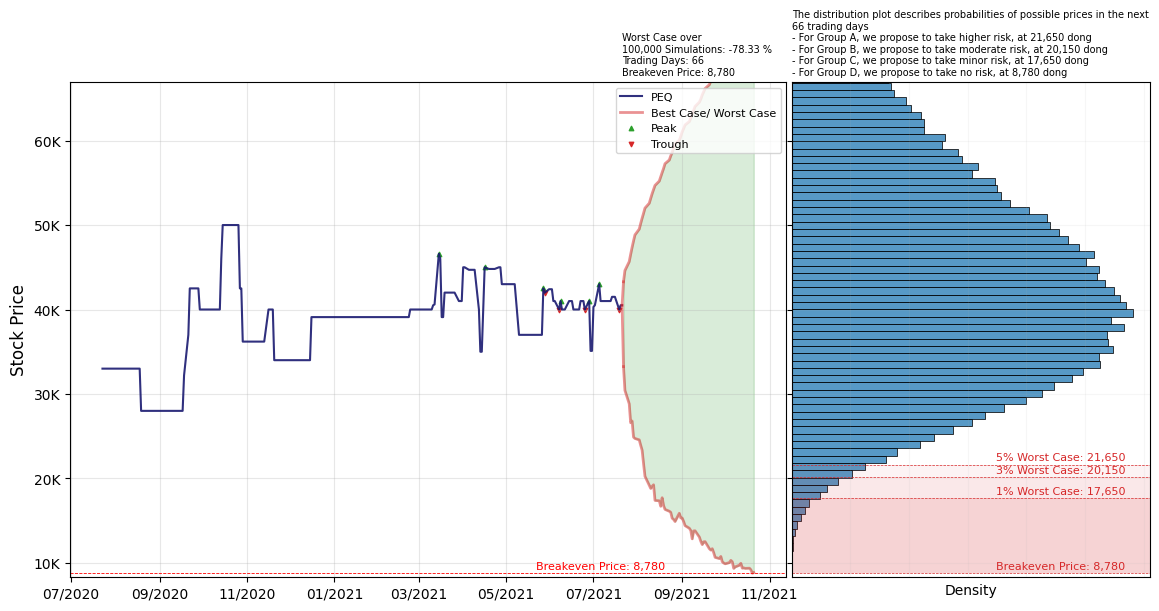 The distribution plot describes probabilities of possible prices in the next
66 trading days
- For Group A, we propose to take higher risk, at 21,650 dong
- For Group B, we propose to take moderate risk, at 20,150 dong
- For Group C, we propose to take minor risk, at 17,650 dong
- For Group D, we propose to take no risk, at 8,780 dong
Worst Case over
100,000 Simulations: -78.33 %
Trading Days: 66
Breakeven Price: 8,780
PEQ
Best Case/ Worst Case
Peak
Trough
Stock Price
60K
50K
40K
30K
20K
10K
Breakeven Price: 8,780
07/2020
09/2020
11/2020
01/2021
03/2021
05/2021
07/2021
09/2021
11/2021
5% Worst Case: 21,650
3% Worst Case: 20,150
1% Worst Case: 17,650
Breakeven Price: 8,780
Density